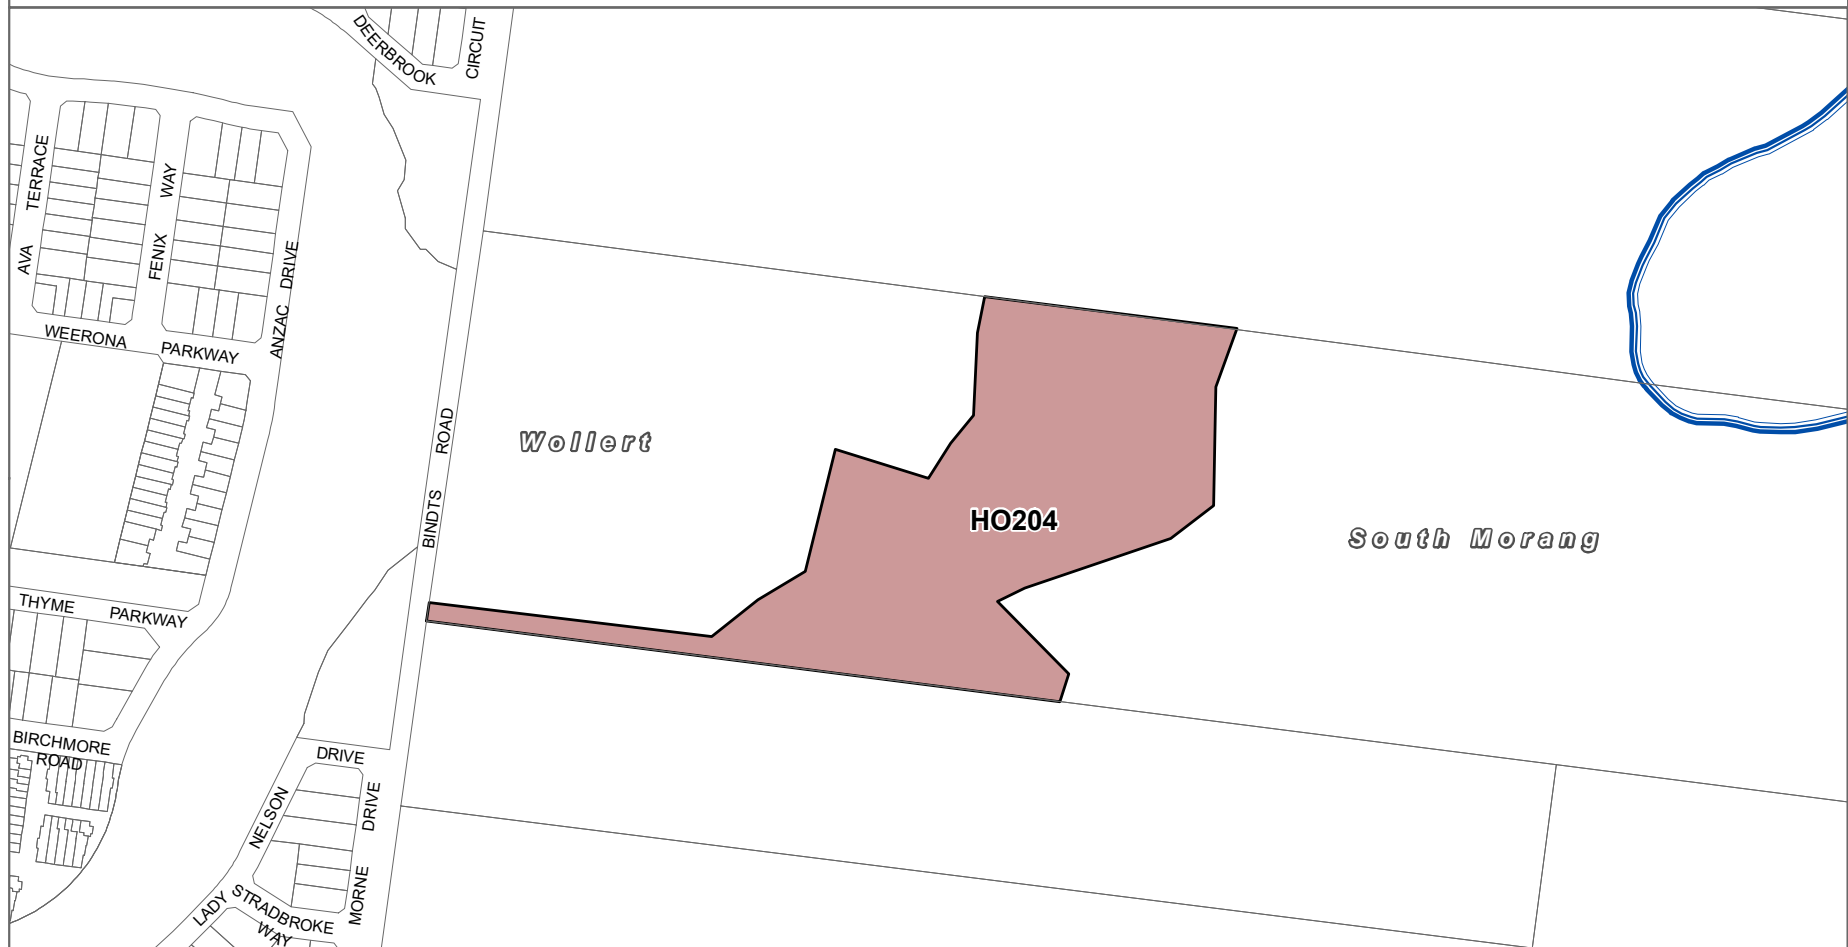 DEERBROOK
CIRCUIT
AVA TERRACE
FENIX WAY
ANZAC DRIVE
WEERONA PARKWAY
BINDTS ROAD
Wollert
HO204
South Morang
THYME PARKWAY
BIRCHMORE
ROAD
DRIVE
NELSON
LADY
MORNE DRIVE
STRADBROKE
WAY